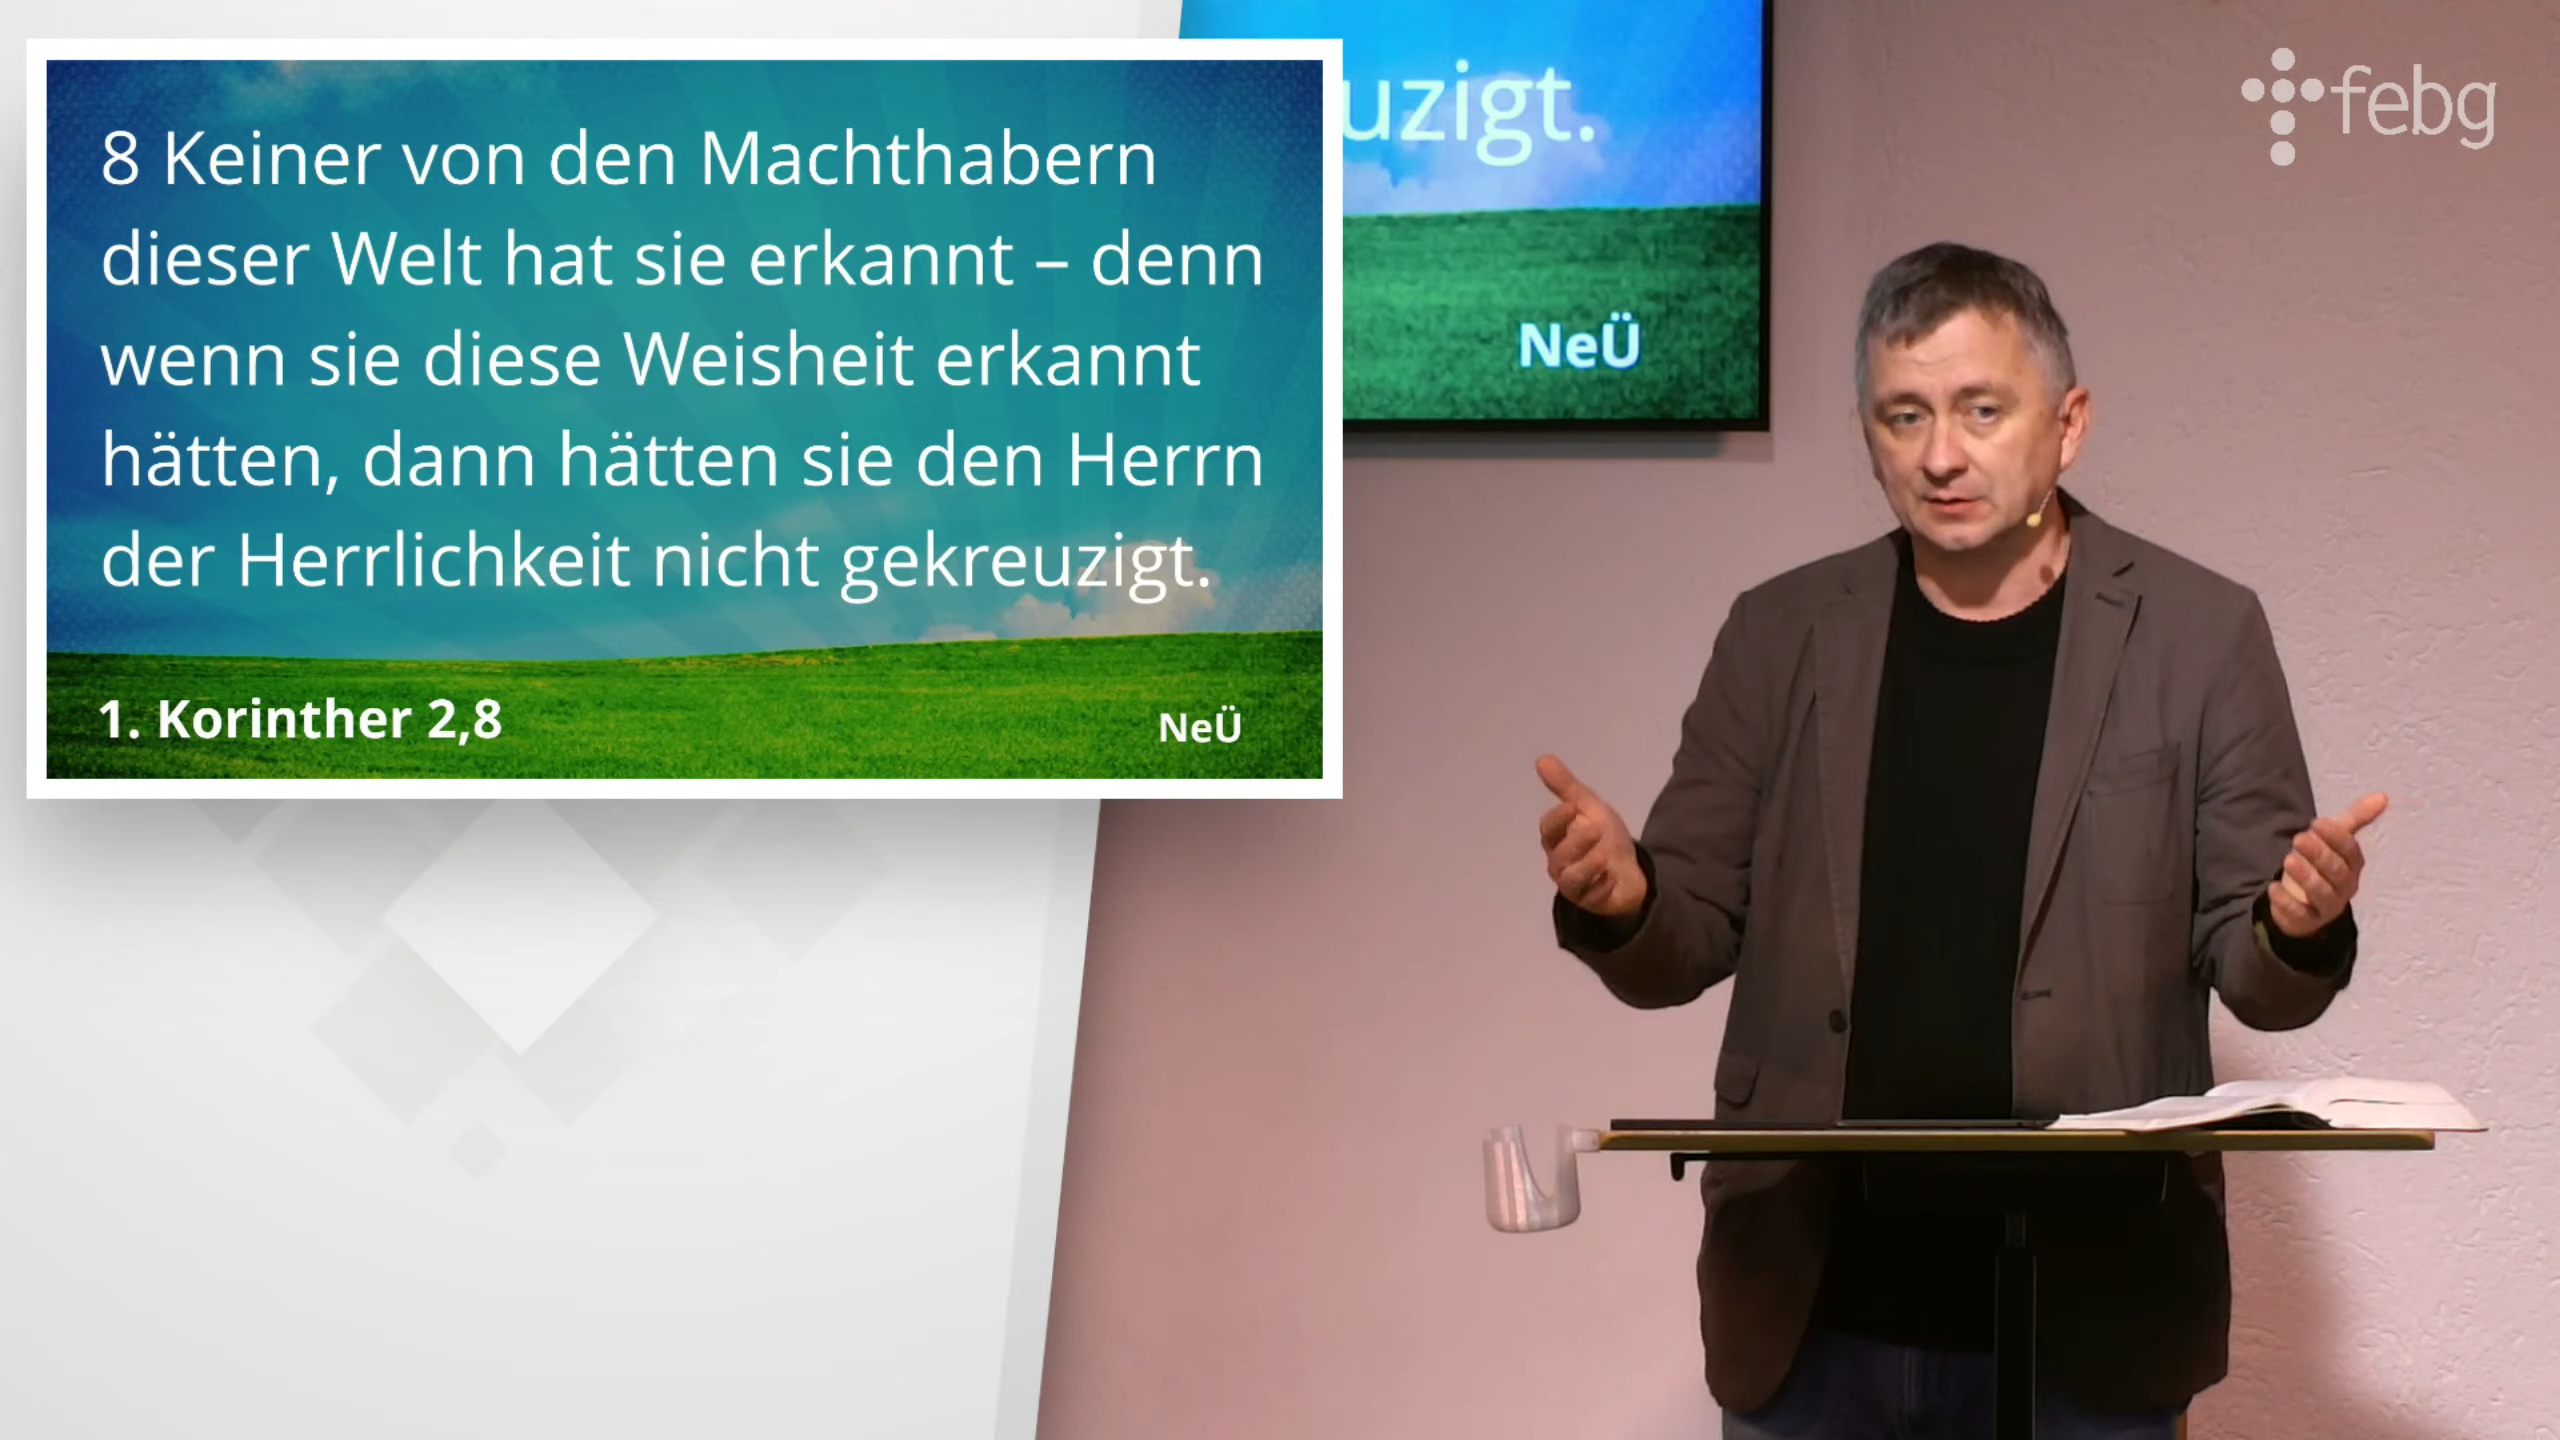 8 Keiner von den Machthabern
dieser Welt hat sie erkannt – denn
wenn sie diese Weisheit erkannt
hätten, dann hätten sie den Herrn
der Herrlichkeit nicht gekreuzigt.
1. Korinther 2,8
NeÜ
uzigt.
NeÜ
febg